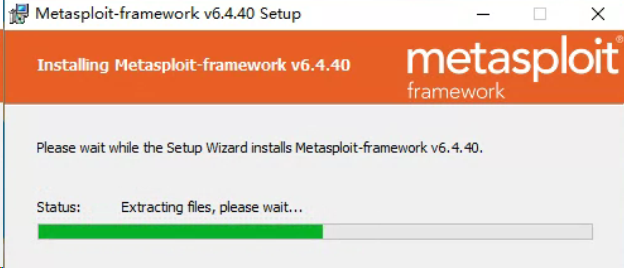 Metasploit-framework v6.4.40 Setup
Installing Metasploit-framework v6.4.40
metasploit®
framework
Please wait while the Setup Wizard installs Metasploit-framework v6.4.40.
Status: Extracting files, please wait...